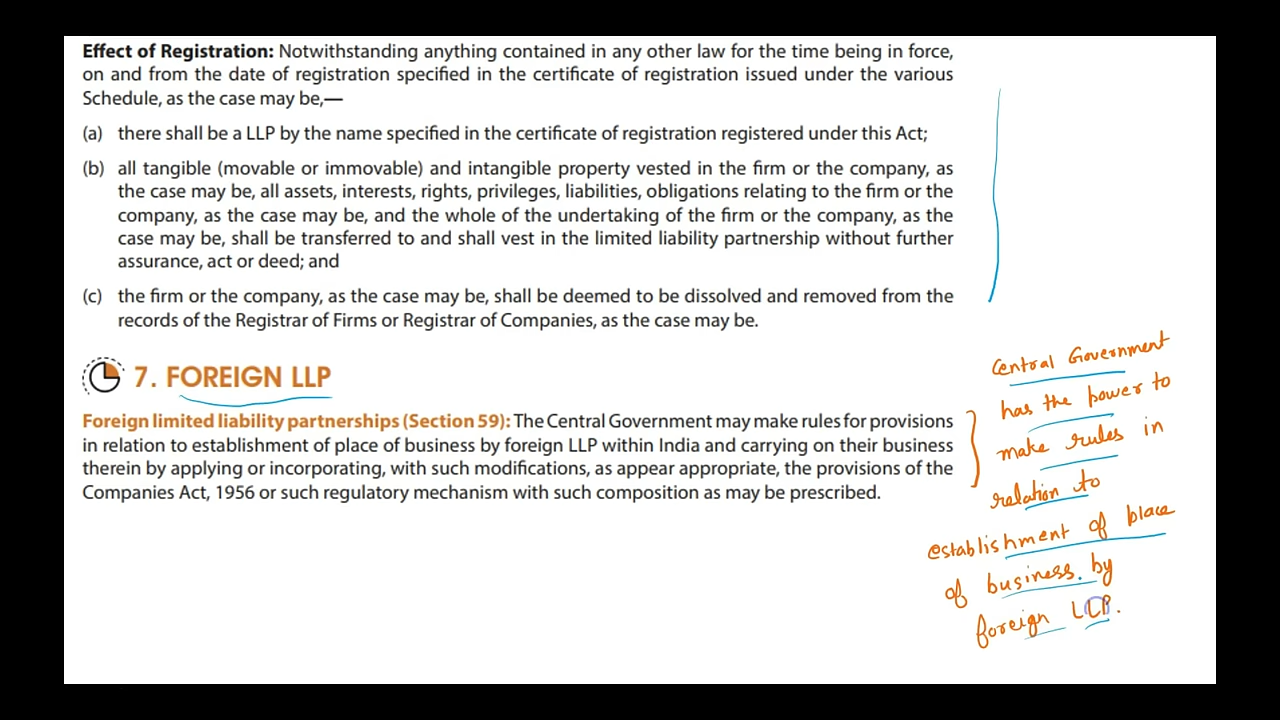 Effect of Registration: Notwithstanding anything contained in any other law for the time being in force,
on and from the date of registration specified in the certificate of registration issued under the various
Schedule, as the case may be,—
(a) there shall be a LLP by the name specified in the certificate of registration registered under this Act;
(b) all tangible (movable or immovable) and intangible property vested in the firm or the company, as
the case may be, all assets, interests, rights, privileges, liabilities, obligations relating to the firm or the
company, as the case may be, and the whole of the undertaking of the firm or the company, as the
case may be, shall be transferred to and shall vest in the limited liability partnership without further
assurance, act or deed; and
(c) the firm or the company, as the case may be, shall be deemed to be dissolved and removed from the
records of the Registrar of Firms or Registrar of Companies, as the case may be.
7. FOREIGN LLP
Foreign limited liability partnerships (Section 59): The Central Government may make rules for provisions
in relation to establishment of place of business by foreign LLP within India and carrying on their business
therein by applying or incorporating, with such modifications, as appear appropriate, the provisions of the
Companies Act, 1956 or such regulatory mechanism with such composition as may be prescribed.
Central Government
has the power to
make rules in
relation to
establishment of place
of business by
foreign LLP.